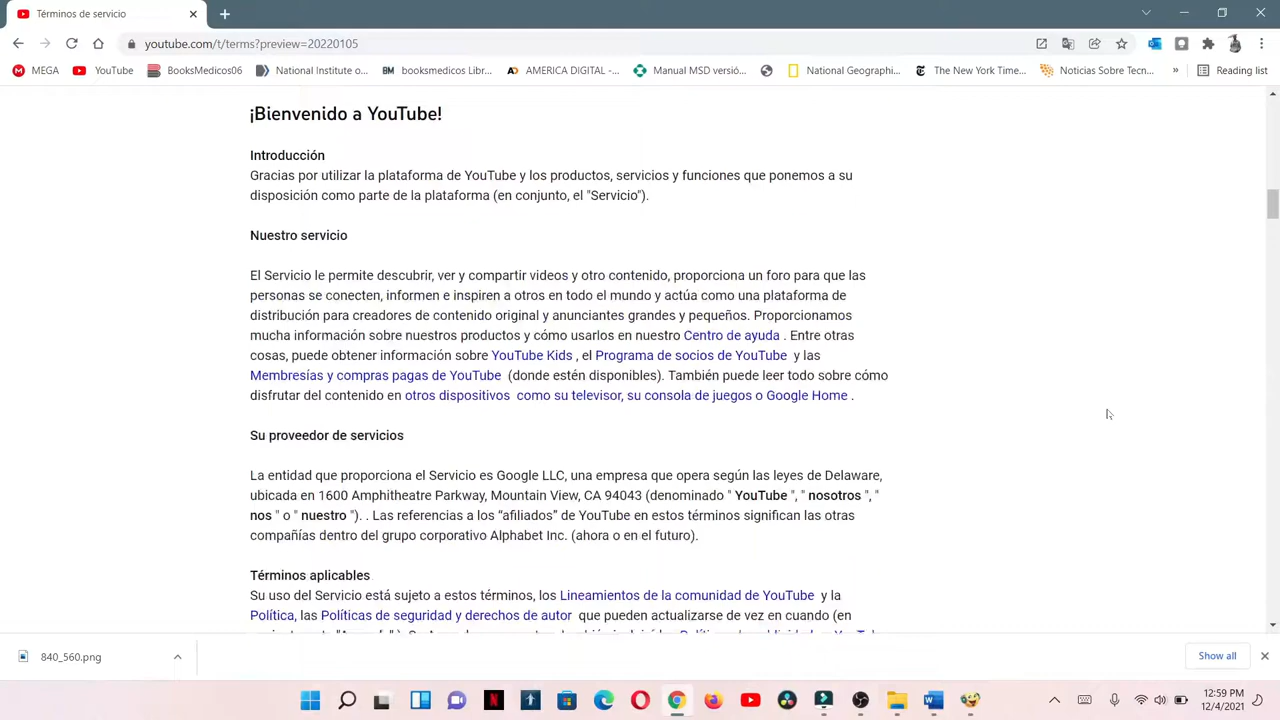 Términos de servicio
youtube.com/t/terms?preview=20220105
MEGA YouTube BooksMedicos06 National Institute o... booksmedicos Libr... AMERICA DIGITAL -... Manual MSD versió... National Geographi... The New York Time... Noticias Sobre Tecn... » Reading list
¡Bienvenido a YouTube!
Introducción
Gracias por utilizar la plataforma de YouTube y los productos, servicios y funciones que ponemos a su
disposición como parte de la plataforma (en conjunto, el "Servicio").
Nuestro servicio
El Servicio le permite descubrir, ver y compartir videos y otro contenido, proporciona un foro para que las
personas se conecten, informen e inspiren a otros en todo el mundo y actúa como una plataforma de
distribución para creadores de contenido original y anunciantes grandes y pequeños. Proporcionamos
mucha información sobre nuestros productos y cómo usarlos en nuestro Centro de ayuda . Entre otras
cosas, puede obtener información sobre YouTube Kids , el Programa de socios de YouTube y las
Membresías y compras pagas de YouTube (donde estén disponibles). También puede leer todo sobre cómo
disfrutar del contenido en otros dispositivos como su televisor, su consola de juegos o Google Home .
Su proveedor de servicios
La entidad que proporciona el Servicio es Google LLC, una empresa que opera según las leyes de Delaware,
ubicada en 1600 Amphitheatre Parkway, Mountain View, CA 94043 (denominado " YouTube ", " nosotros ", "
nos " o " nuestro "). . Las referencias a los “afiliados” de YouTube en estos términos significan las otras
compañías dentro del grupo corporativo Alphabet Inc. (ahora o en el futuro).
Términos aplicables
Su uso del Servicio está sujeto a estos términos, los Lineamientos de la comunidad de YouTube y la
Política, las Políticas de seguridad y derechos de autor que pueden actualizarse de vez en cuando (en
840_560.png
Show all
12:59 PM
12/4/2021